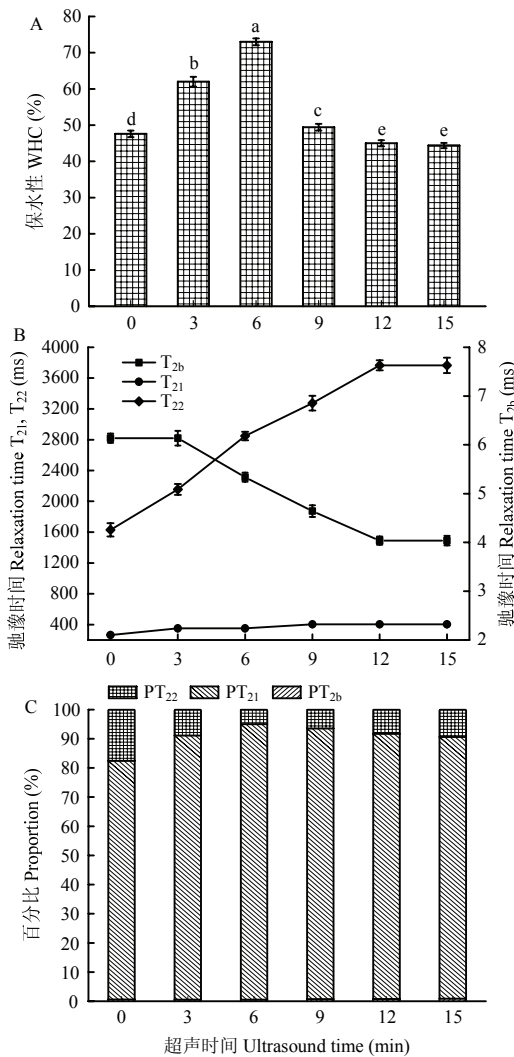 A
80
70
60
50
40
30
20
10
0
保水性 WHC (%)
d
b
a
c
e
e
0 3 6 9 12 15
B
4000
3600
3200
2800
2400
2000
1600
1200
800
400
驰豫时间 Relaxation time T21, T22 (ms)
T2b
T21
T22
8
7
6
5
4
3
2
驰豫时间 Relaxation time T2b (ms)
0 3 6 9 12 15
C
PT22 PT21 PT2b
100
90
80
70
60
50
40
30
20
10
0
百分比 Proportion (%)
0 3 6 9 12 15
超声时间 Ultrasound time (min)